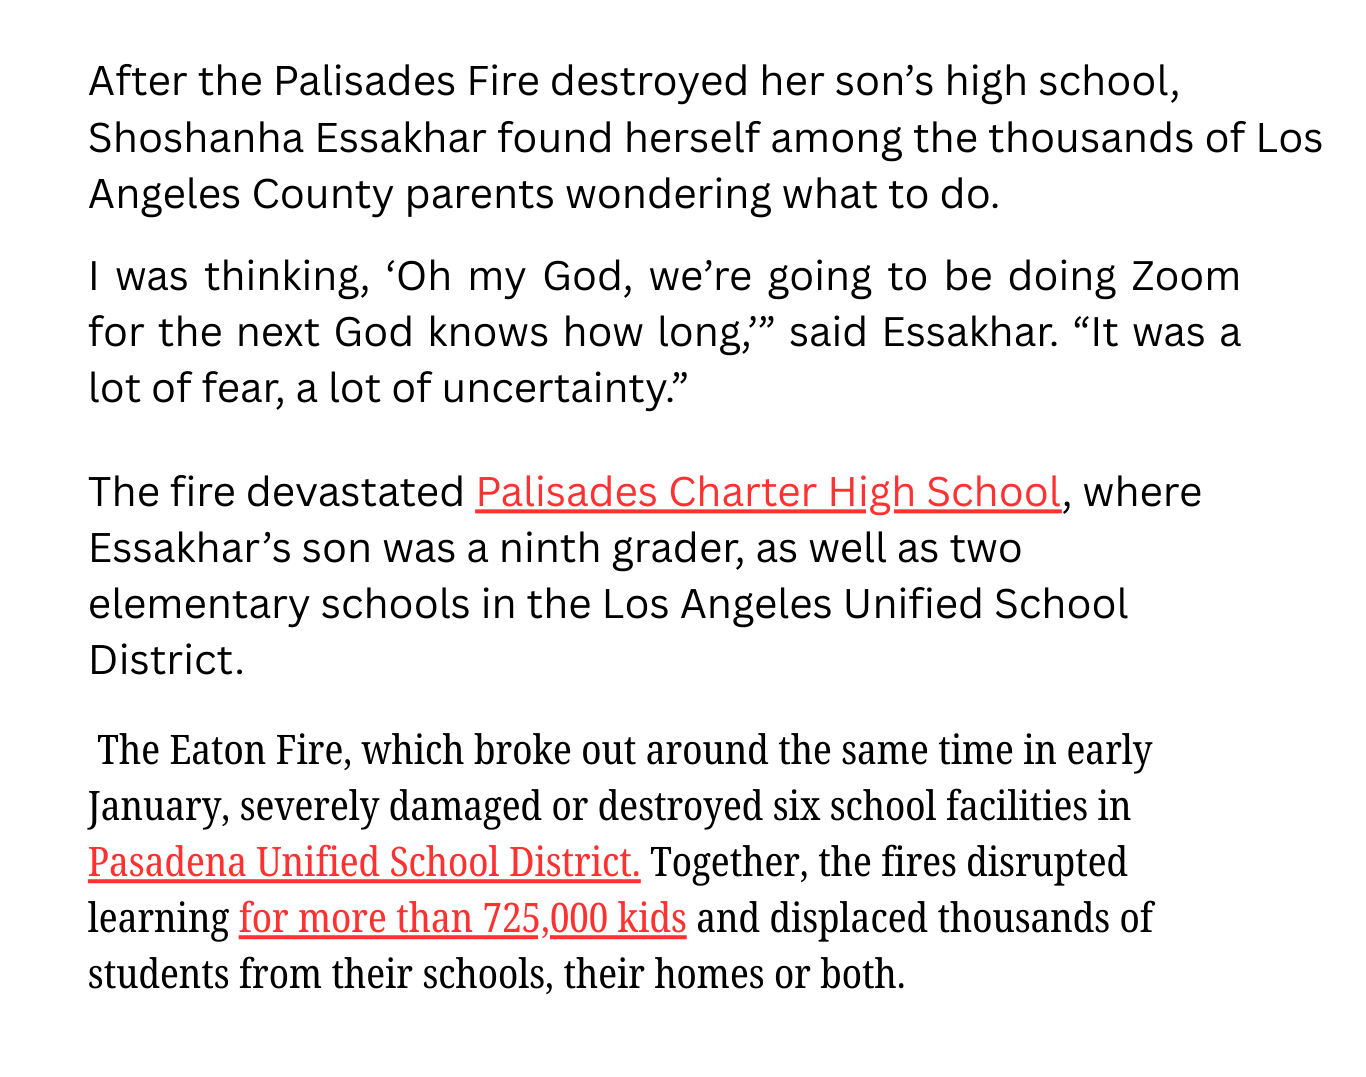 After the Palisades Fire destroyed her son’s high school,
Shoshanha Essakhar found herself among the thousands of Los
Angeles County parents wondering what to do.
I was thinking, ‘Oh my God, we’re going to be doing Zoom
for the next God knows how long,’” said Essakhar. “It was a
lot of fear, a lot of uncertainty.”
The fire devastated Palisades Charter High School, where
Essakhar’s son was a ninth grader, as well as two
elementary schools in the Los Angeles Unified School
District.
The Eaton Fire, which broke out around the same time in early
January, severely damaged or destroyed six school facilities in
Pasadena Unified School District. Together, the fires disrupted
learning for more than 725,000 kids and displaced thousands of
students from their schools, their homes or both.